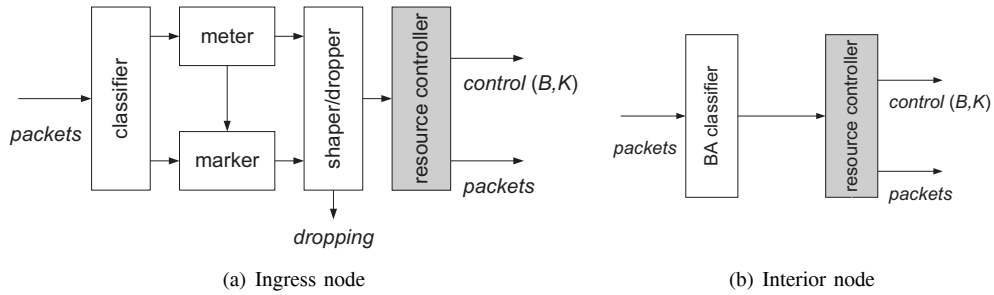 packets
classifier
meter
marker
shaper/dropper
dropping
resource controller
control (B,K)
packets
(a) Ingress node
packets
BA classifier
resource controller
control (B,K)
packets
(b) Interior node